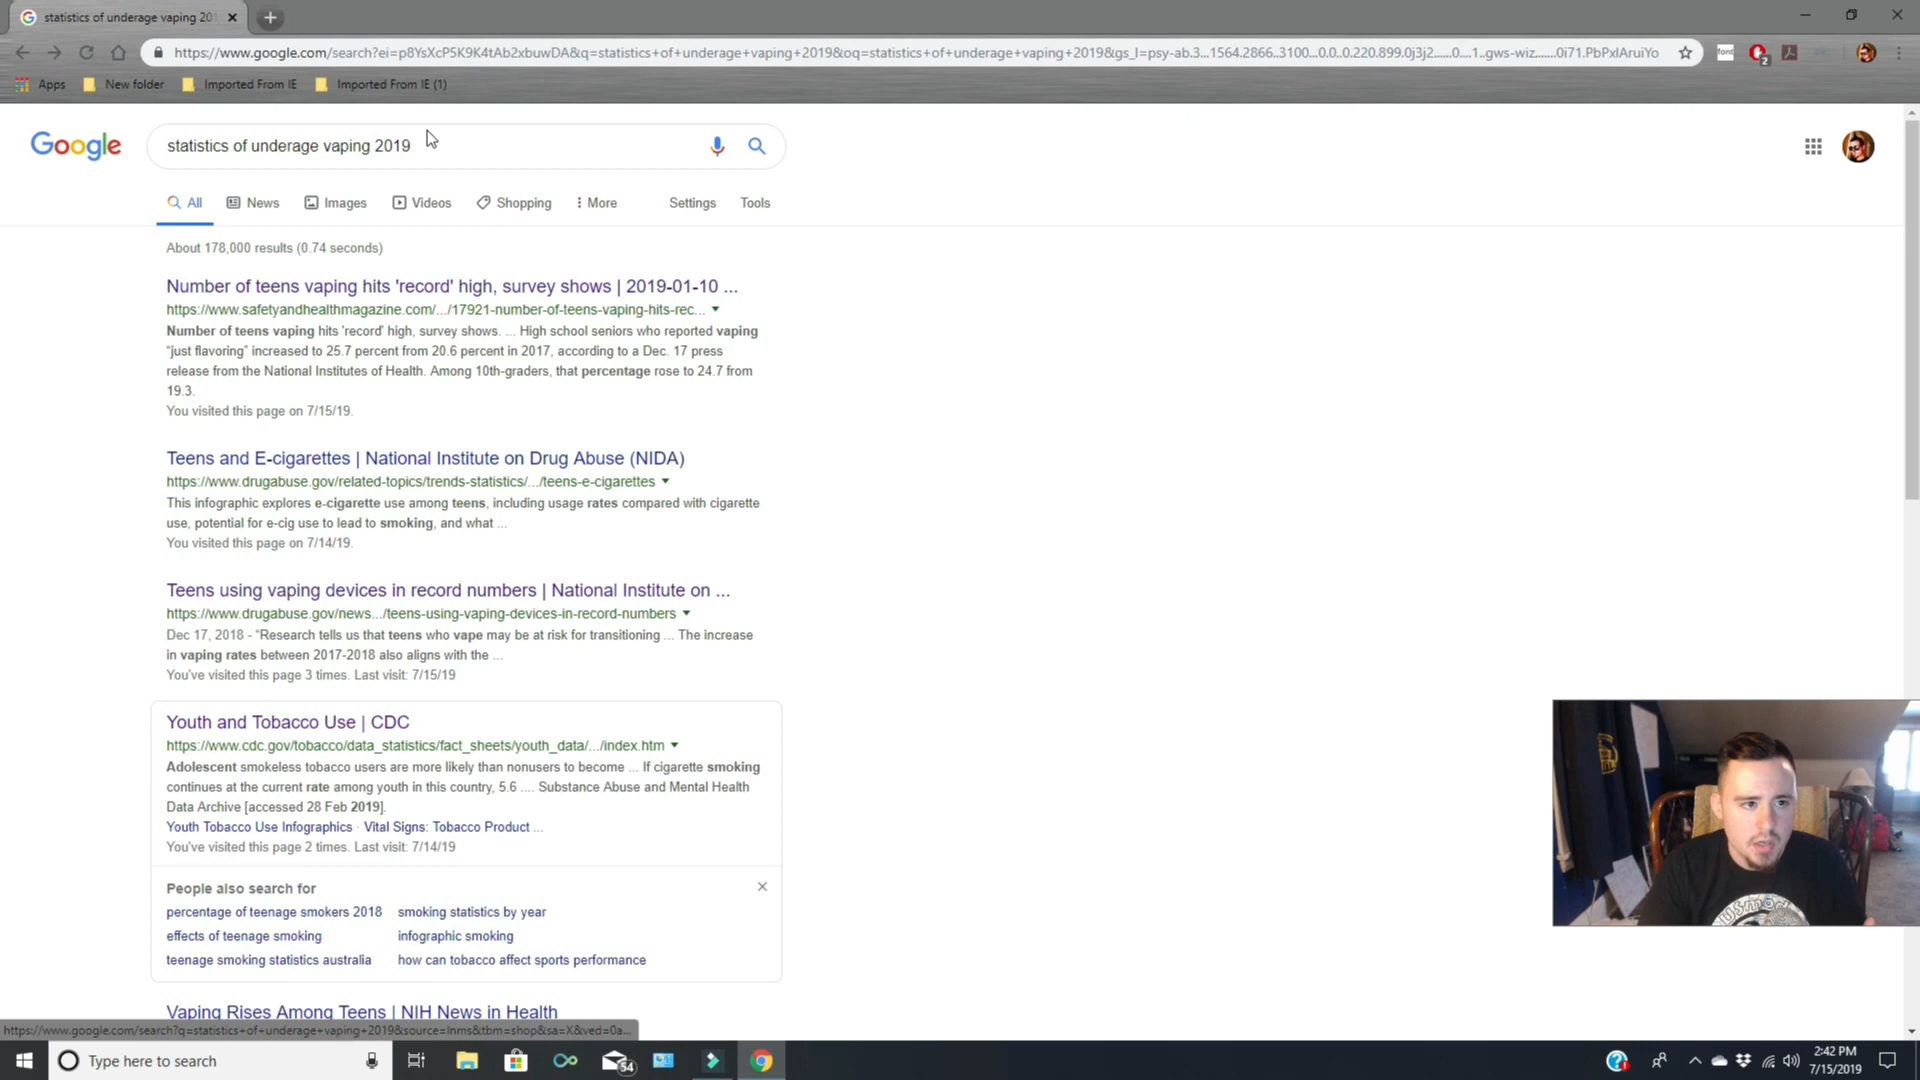 statistics of underage vaping 201
https://www.google.com/search?ei=p8YsXcP5K9K4tAb2xbuwDA&q=statistics+of+underage+vaping+2019&oq=statistics+of+underage+vaping+2019&gs_l=psy-ab.3...1564.2866..3100...0.0..0.220.899.0j3j2......0....1..gws-wiz.......0i71.PbPxIAruiYo
Apps New folder Imported From IE Imported From IE (1)
Google statistics of underage vaping 2019
All News Images Videos Shopping More Settings Tools
About 178,000 results (0.74 seconds)
Number of teens vaping hits 'record' high, survey shows | 2019-01-10 ...
https://www.safetyandhealthmagazine.com/.../17921-number-of-teens-vaping-hits-rec...
Number of teens vaping hits 'record' high, survey shows. ... High school seniors who reported vaping
“just flavoring” increased to 25.7 percent from 20.6 percent in 2017, according to a Dec. 17 press
release from the National Institutes of Health. Among 10th-graders, that percentage rose to 24.7 from
19.3.
You visited this page on 7/15/19.
Teens and E-cigarettes | National Institute on Drug Abuse (NIDA)
https://www.drugabuse.gov/related-topics/trends-statistics/.../teens-e-cigarettes
This infographic explores e-cigarette use among teens, including usage rates compared with cigarette
use, potential for e-cig use to lead to smoking, and what ...
You visited this page on 7/14/19.
Teens using vaping devices in record numbers | National Institute on ...
https://www.drugabuse.gov/news.../teens-using-vaping-devices-in-record-numbers
Dec 17, 2018 - “Research tells us that teens who vape may be at risk for transitioning ... The increase
in vaping rates between 2017-2018 also aligns with the ...
You've visited this page 3 times. Last visit: 7/15/19
Youth and Tobacco Use | CDC
https://www.cdc.gov/tobacco/data_statistics/fact_sheets/youth_data/.../index.htm
Adolescent smokeless tobacco users are more likely than nonusers to become ... If cigarette smoking
continues at the current rate among youth in this country, 5.6 .... Substance Abuse and Mental Health
Data Archive [accessed 28 Feb 2019].
Youth Tobacco Use Infographics · Vital Signs: Tobacco Product ...
You've visited this page 2 times. Last visit: 7/14/19
People also search for
percentage of teenage smokers 2018 smoking statistics by year
effects of teenage smoking infographic smoking
teenage smoking statistics australia how can tobacco affect sports performance
Vaping Rises Among Teens | NIH News in Health
https://www.google.com/search?q=statistics+of+underage+vaping+2019&source=lnms&tbm=shop&sa=X&ved=0a...
Type here to search
54
2:42 PM
7/15/2019